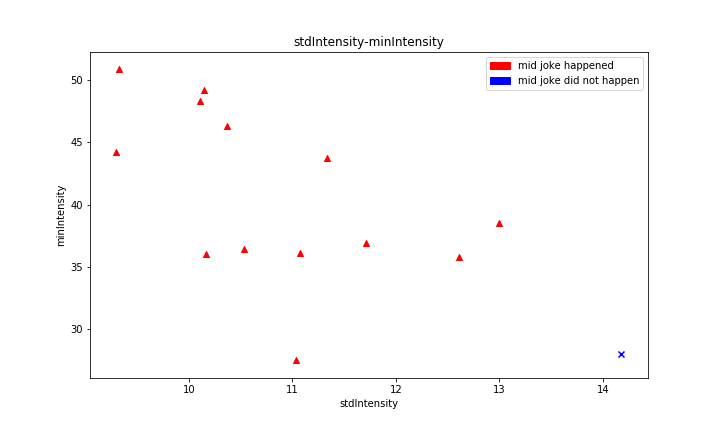 stdIntensity-minIntensity
mid joke happened
mid joke did not happen
50
45
40
35
30
minIntensity
10 11 12 13 14
stdIntensity